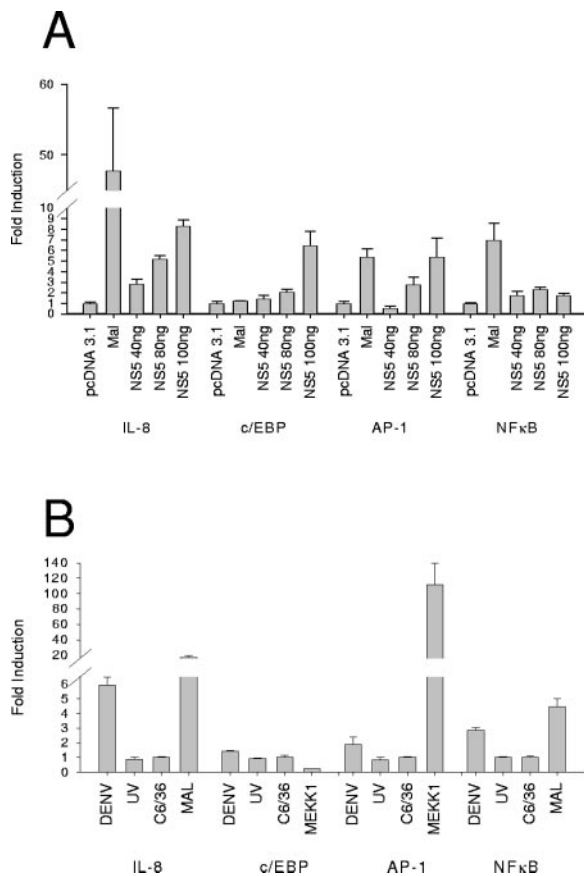 A
Fold Induction
60
50
10
9
8
7
6
5
4
3
2
1
0
pcDNA 3.1
Mal
NS5 40ng
NS5 80ng
NS5 100ng
pcDNA 3.1
Mal
NS5 40ng
NS5 80ng
NS5 100ng
pcDNA 3.1
Mal
NS5 40ng
NS5 80ng
NS5 100ng
pcDNA 3.1
Mal
NS5 40ng
NS5 80ng
NS5 100ng
IL-8 c/EBP AP-1 NFκB
B
Fold Induction
140
120
100
80
60
40
20
6
5
4
3
2
1
0
DENV
UV
C6/36
MAL
DENV
UV
C6/36
MEKK1
DENV
UV
C6/36
MEKK1
DENV
UV
C6/36
MAL
IL-8 c/EBP AP-1 NFκB